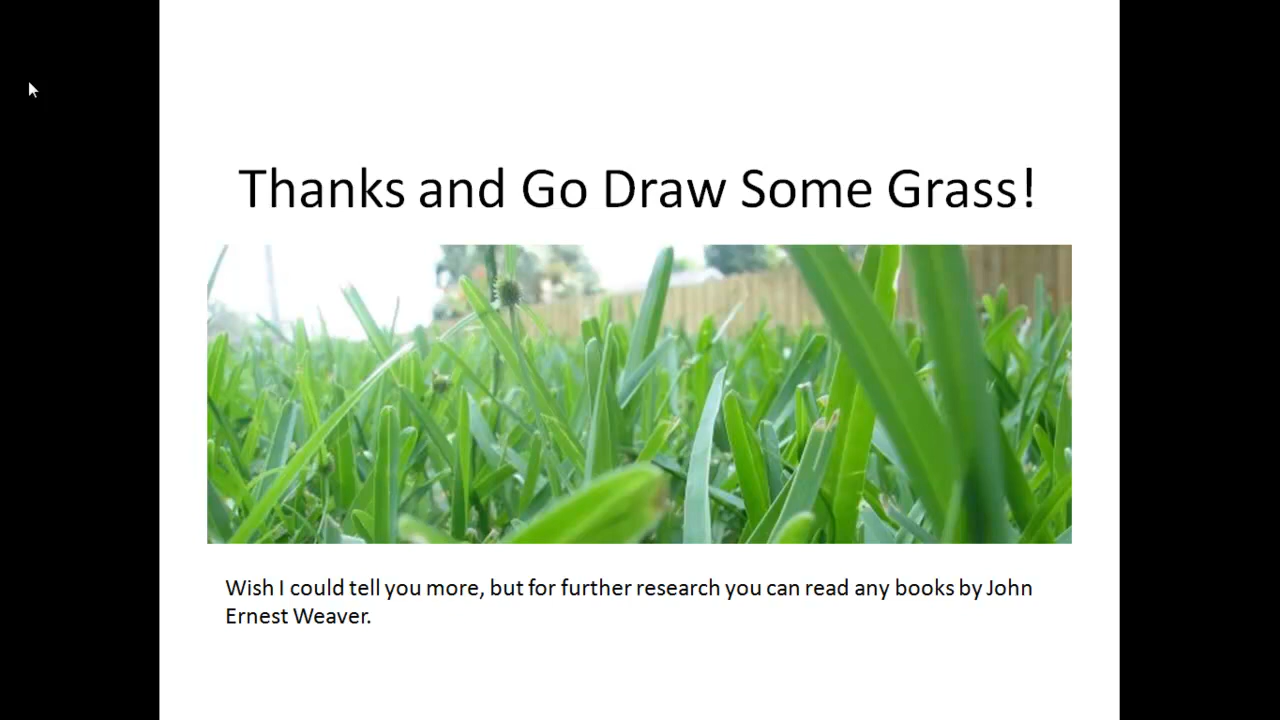 Thanks and Go Draw Some Grass!
Wish I could tell you more, but for further research you can read any books by John
Ernest Weaver.